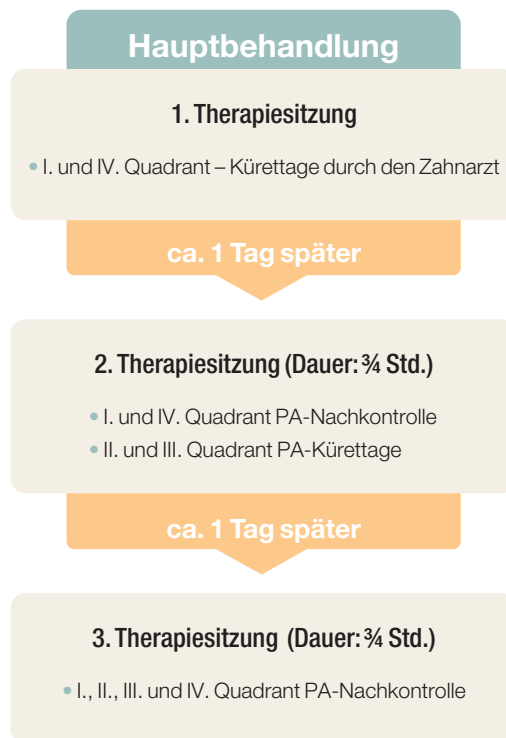 Hauptbehandlung
1. Therapiesitzung
• I. und IV. Quadrant – Kürettage durch den Zahnarzt
ca. 1 Tag später
2. Therapiesitzung (Dauer: ¾ Std.)
• I. und IV. Quadrant PA-Nachkontrolle
• II. und III. Quadrant PA-Kürettage
ca. 1 Tag später
3. Therapiesitzung (Dauer: ¾ Std.)
• I., II., III. und IV. Quadrant PA-Nachkontrolle